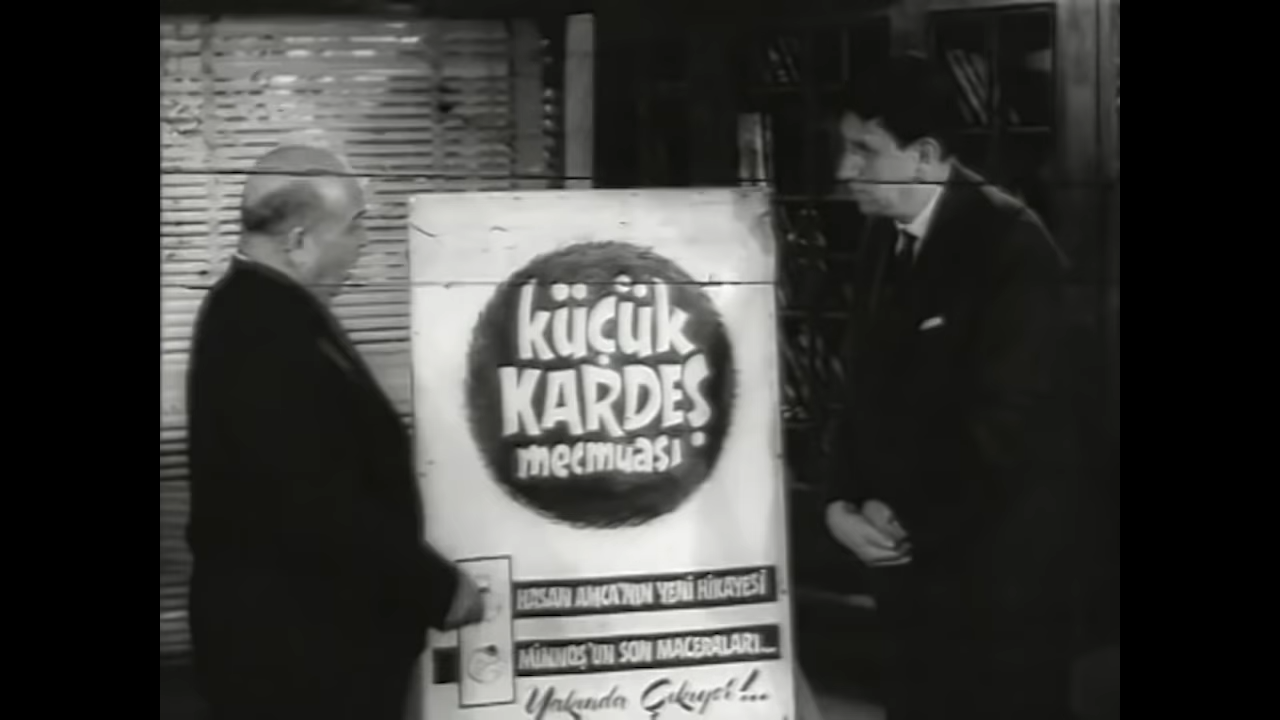 küçük
KARDEŞ
mecmuası
HASAN AMCA'NIN YENİ HİKAYESİ
MİNNOŞ'UN SON MACERALARI...
Yakında Çıkıyor!...